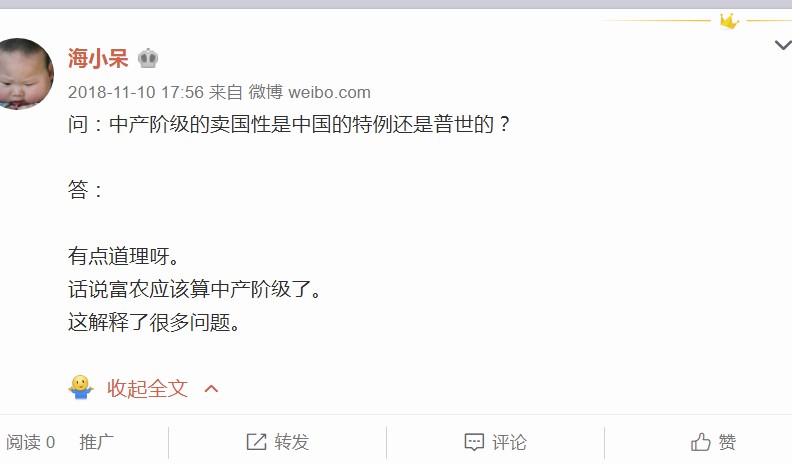 海小呆
2018-11-10 17:56 来自 微博 weibo.com
问：中产阶级的卖国性是中国的特例还是普世的？
答：
有点道理呀。
话说富农应该算中产阶级了。
这解释了很多问题。
收起全文
阅读 0 推广 转发 评论 赞